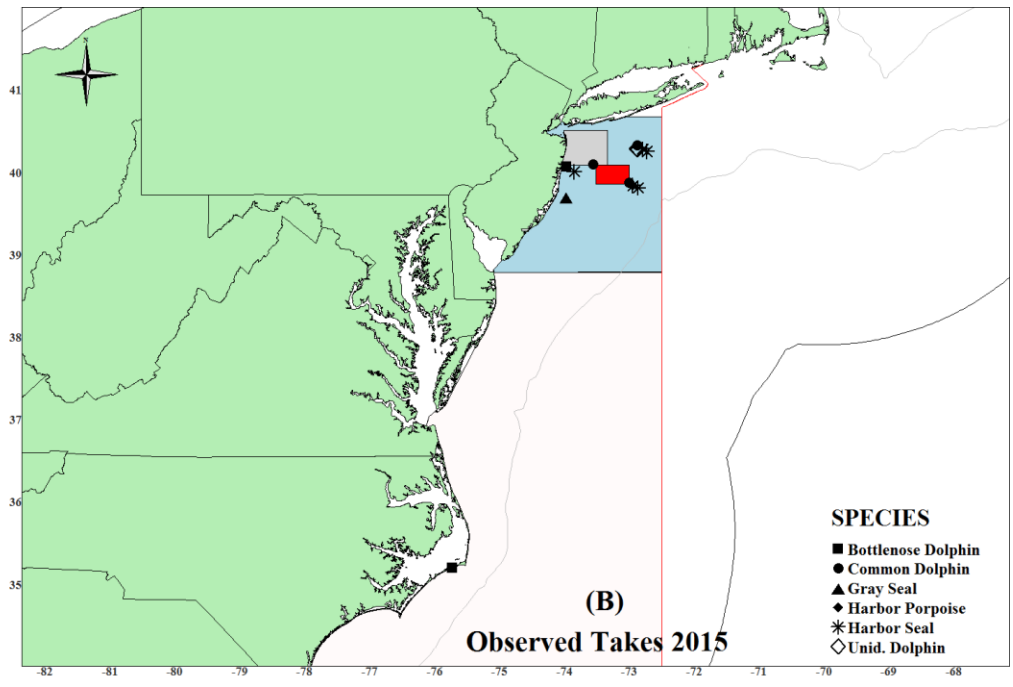 N
41
40
39
38
37
36
35
SPECIES
Bottlenose Dolphin
Common Dolphin
Gray Seal
Harbor Porpoise
Harbor Seal
Unid. Dolphin
(B)
Observed Takes 2015
-82 -81 -80 -79 -78 -77 -76 -75 -74 -73 -72 -71 -70 -69 -68 -67